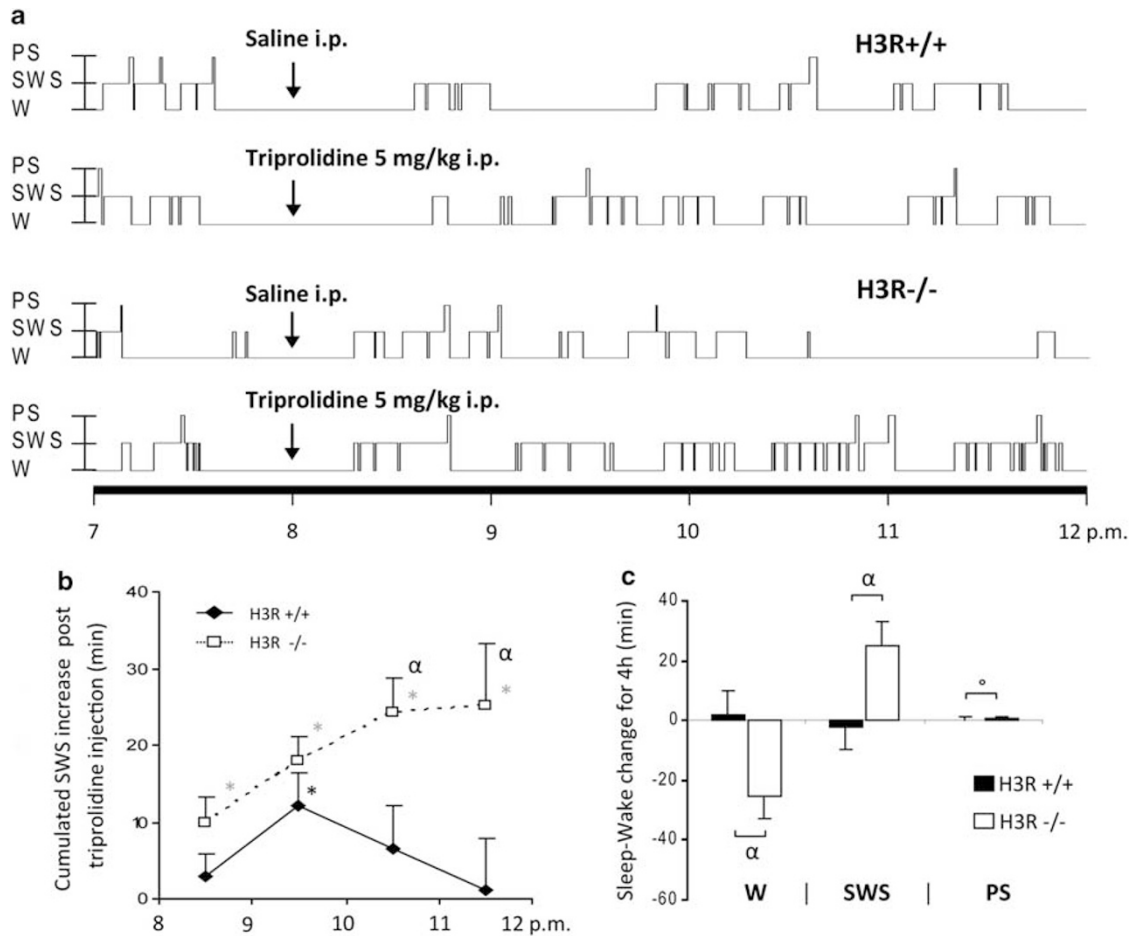 a
Saline i.p.
H3R+/+
PS
SWS
W
Triprolidine 5 mg/kg i.p.
PS
SWS
W
Saline i.p.
H3R-/-
PS
SWS
W
Triprolidine 5 mg/kg i.p.
PS
SWS
W
7 8 9 10 11 12 p.m.
b
Cumulated SWS increase post
triprolidine injection (min)
40
30
20
10
0
H3R +/+
H3R -/-
α
α
*
*
*
*
*
8 9 10 11 12 p.m.
c
Sleep-Wake change for 4h (min)
40
20
0
-20
-40
-60
α
°
α
H3R +/+
H3R -/-
W | SWS | PS